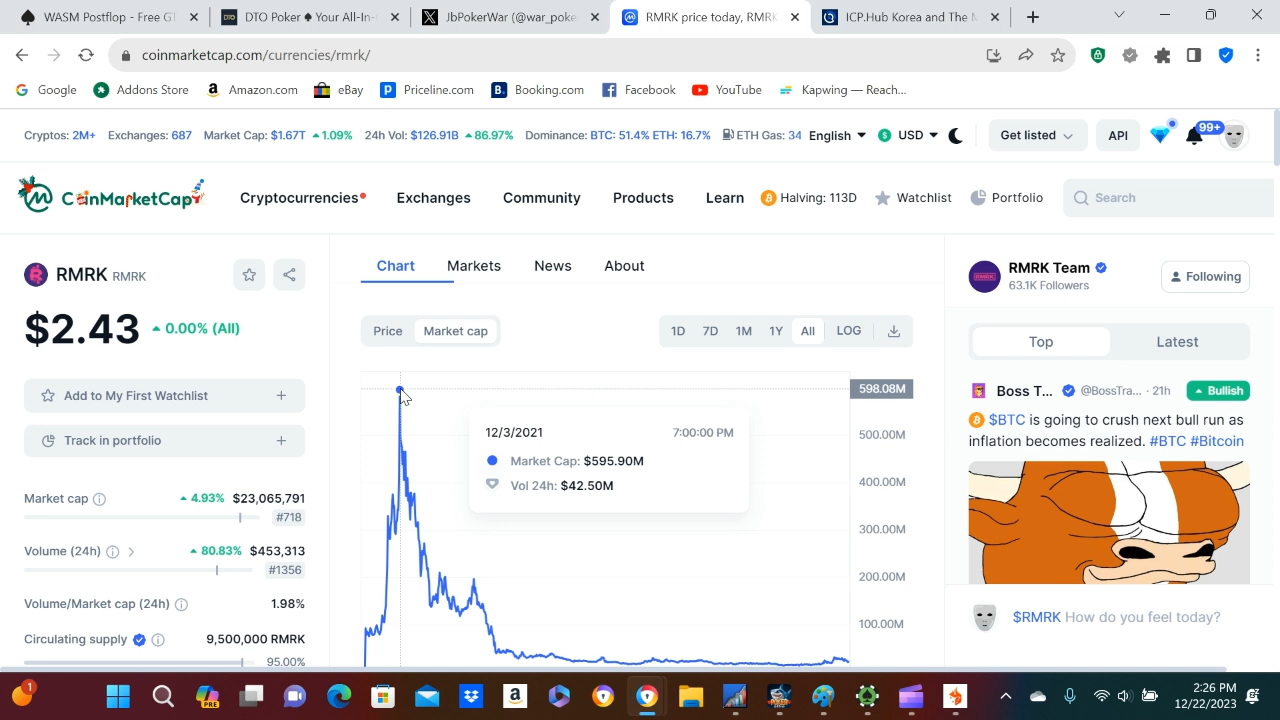 WASM Postflop - Free GT
DTO Poker ♠ Your All-In-
JbPokerWar (@war_poke
RMRK price today, RMRK
ICP.Hub Korea and The M
coinmarketcap.com/currencies/rmrk/
Google Addons Store Amazon.com eBay Priceline.com Booking.com Facebook YouTube Kapwing — Reach...
Cryptos: 2M+ Exchanges: 687 Market Cap: $1.67T 1.09% 24h Vol: $126.91B 86.97% Dominance: BTC: 51.4% ETH: 16.7% ETH Gas: 34 English USD Get listed API 99+
CoinMarketCap Cryptocurrencies Exchanges Community Products Learn Halving: 113D Watchlist Portfolio Search
RMRK RMRK
$2.43 0.00% (All)
Add to My First Watchlist +
Track in portfolio +
Market cap 4.93% $23,065,791
#718
Volume (24h) 80.83% $453,313
#1356
Volume/Market cap (24h) 1.98%
Circulating supply 9,500,000 RMRK
95.00%
Chart Markets News About
Price Market cap 1D 7D 1M 1Y All LOG
598.08M
12/3/2021 7:00:00 PM
Market Cap: $595.90M
Vol 24h: $42.50M
500.00M
400.00M
300.00M
200.00M
100.00M
RMRK Team
63.1K Followers
Following
Top Latest
Boss T... @BossTra... · 21h Bullish
$BTC is going to crush next bull run as
inflation becomes realized. #BTC #Bitcoin
$RMRK How do you feel today?
1
PRE
2:26 PM
12/22/2023